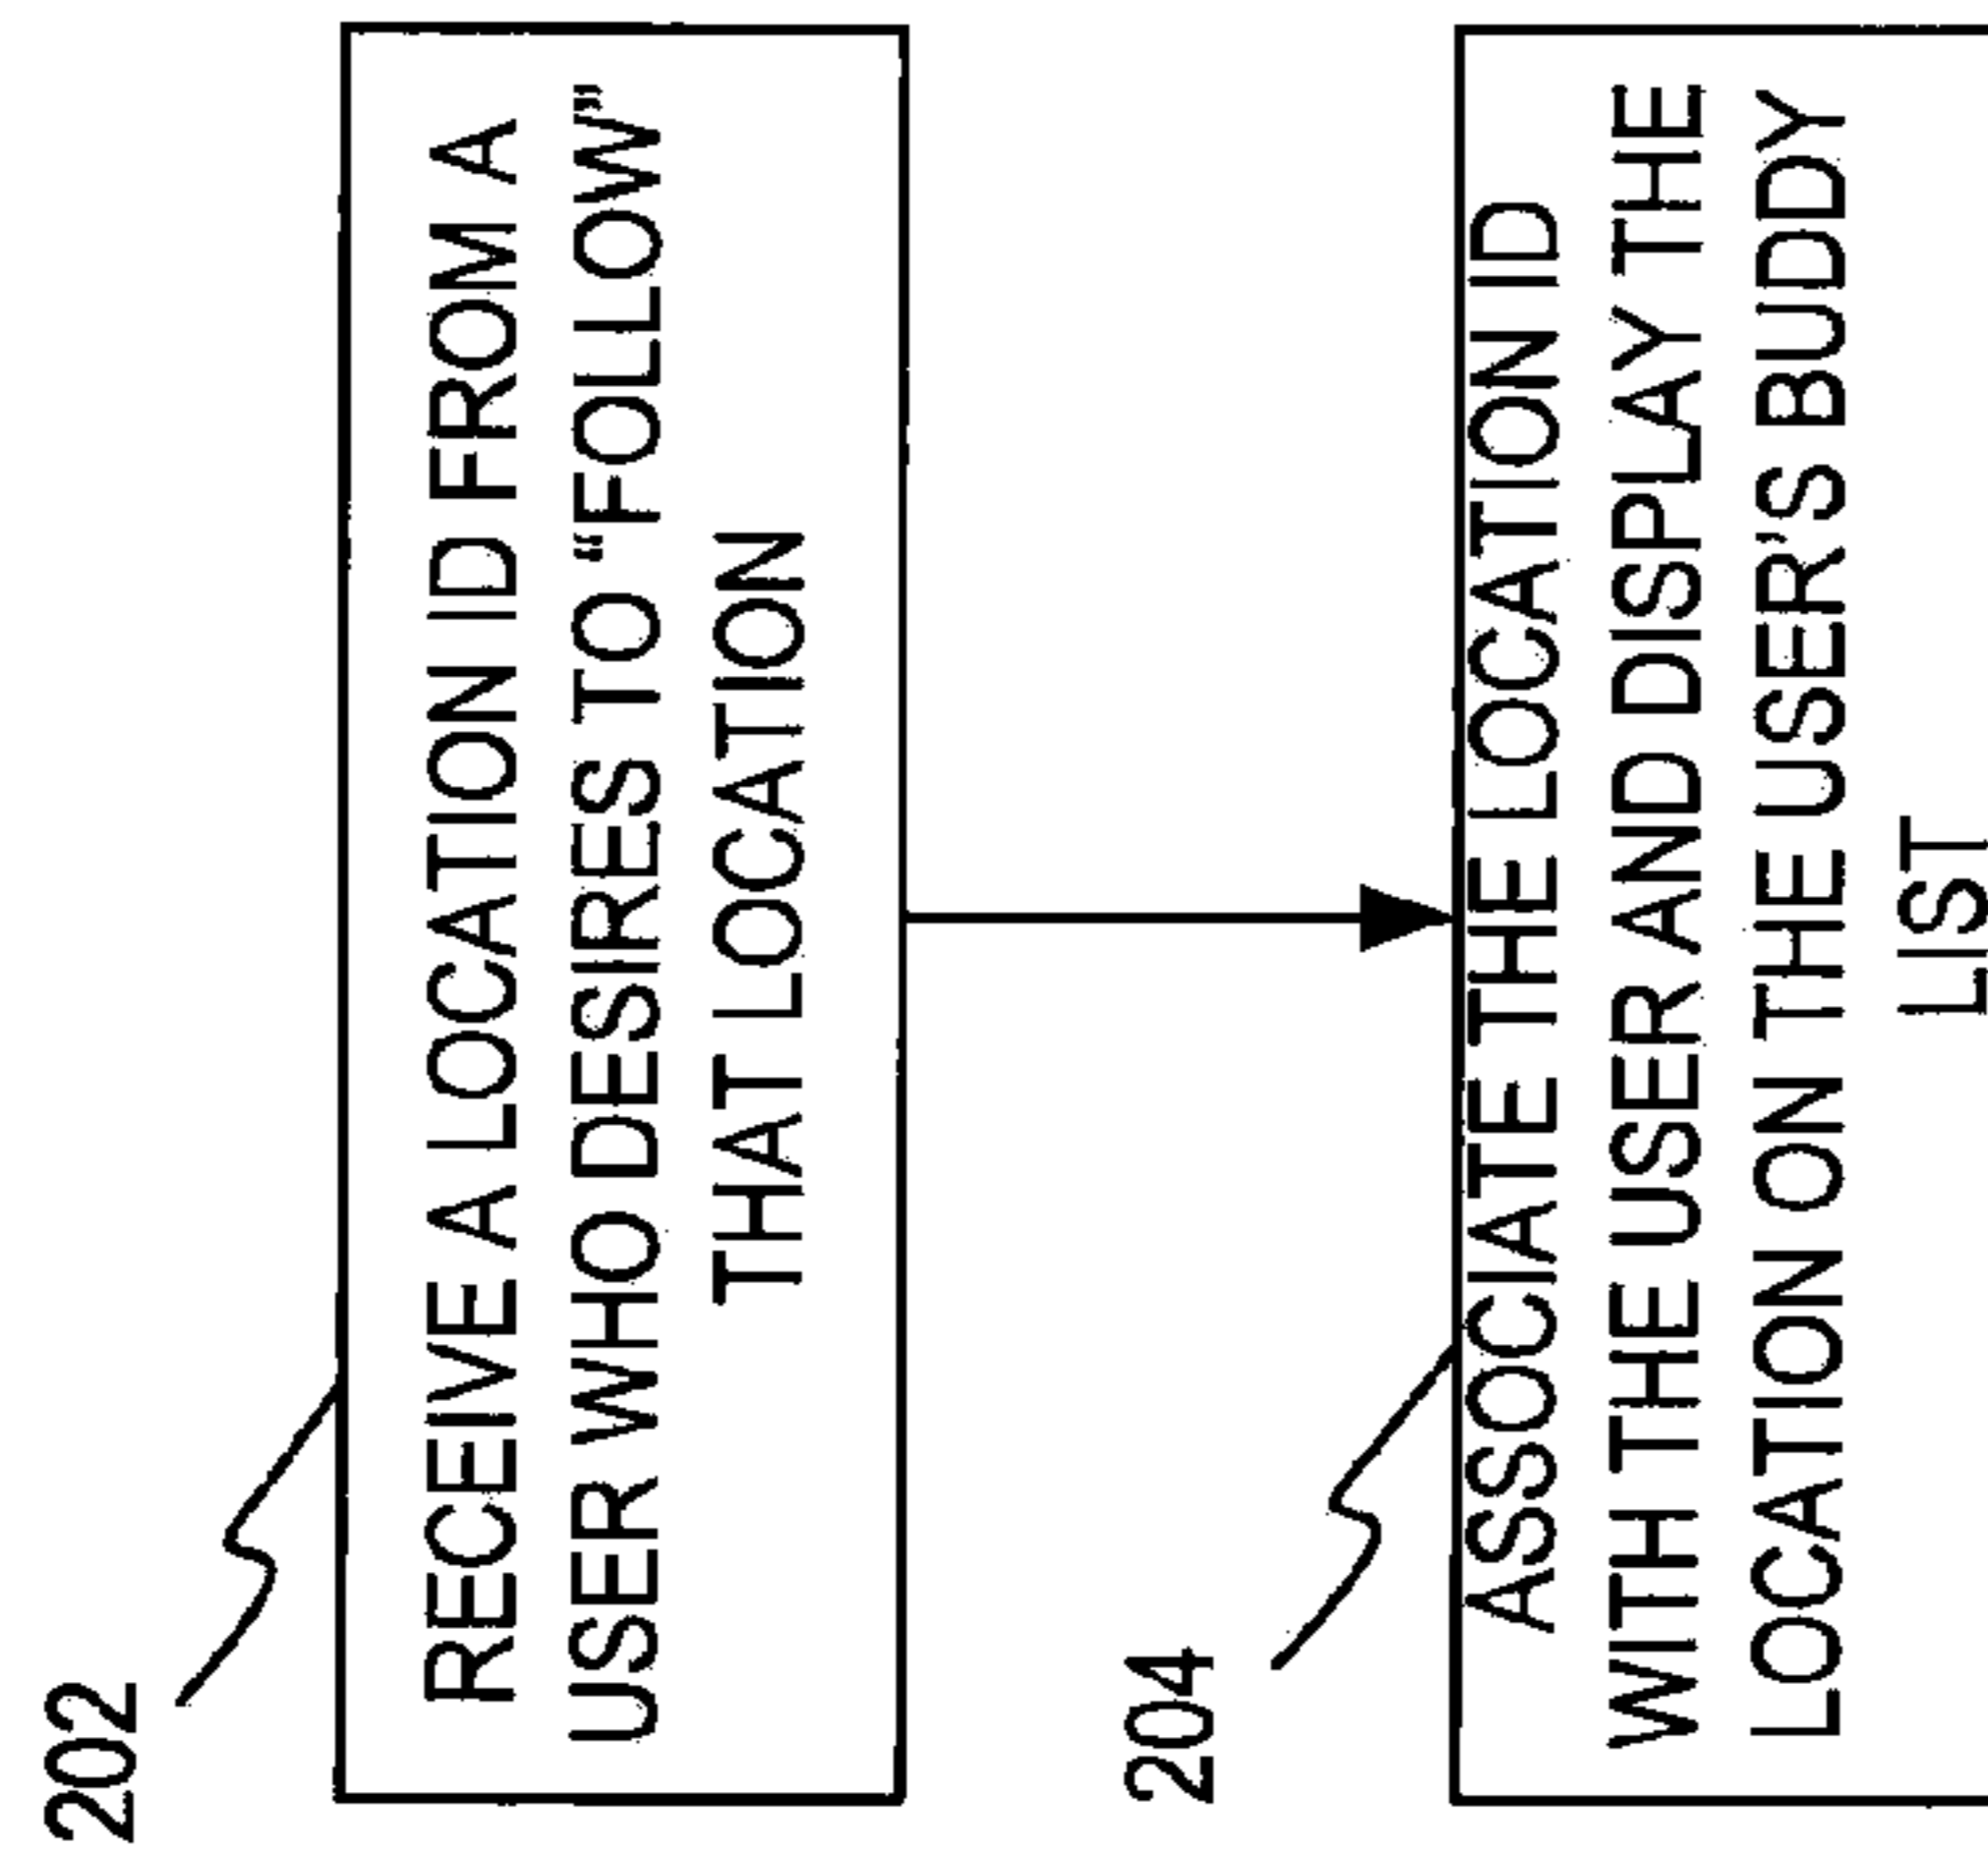 202
RECEIVE A LOCATION ID FROM A
USER WHO DESIRES TO "FOLLOW"
THAT LOCATION
204
ASSOCIATE THE LOCATION ID
WITH THE USER AND DISPLAY THE
LOCATION ON THE USER'S BUDDY
LIST